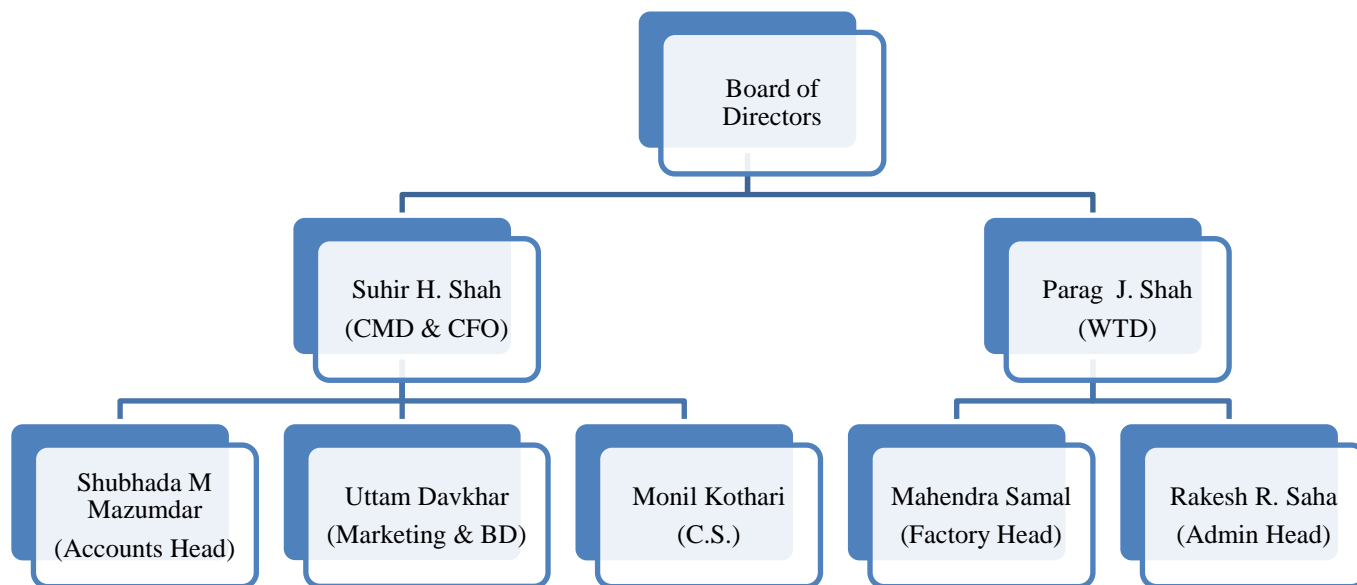 Board of
Directors
Suhir H. Shah
(CMD & CFO)
Parag J. Shah
(WTD)
Shubhada M
Mazumdar
(Accounts Head)
Uttam Davkhar
(Marketing & BD)
Monil Kothari
(C.S.)
Mahendra Samal
(Factory Head)
Rakesh R. Saha
(Admin Head)